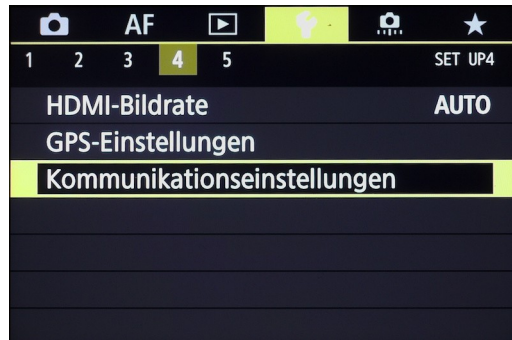 AF
1 2 3 4 5 SET UP4
HDMI-Bildrate AUTO
GPS-Einstellungen
Kommunikationseinstellungen